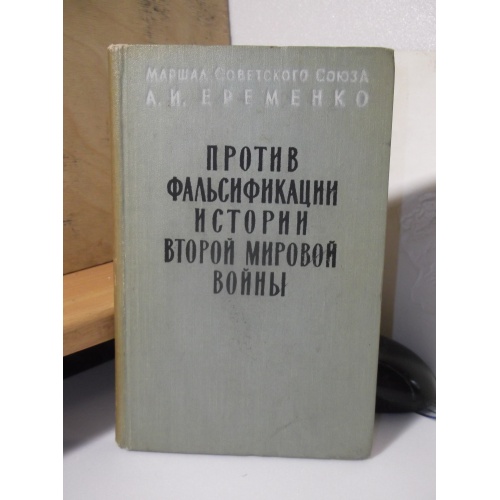 Маршал Советского Союза
А. И. ЕРЕМЕНКО
ПРОТИВ
ФАЛЬСИФИКАЦИИ
ИСТОРИИ
ВТОРОЙ МИРОВОЙ
ВОЙНЫ